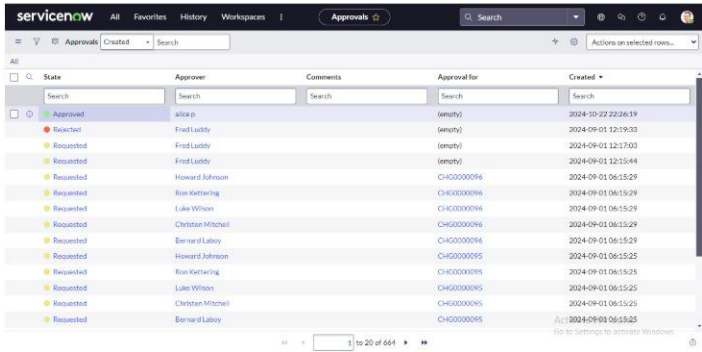 servicenow All Favorites History Workspaces Approvals Search
Approvals Created Search Actions on selected rows...
All
State Approver Comments Approval for Created
Search Search Search Search Search
Approved alice p (empty) 2024-10-22 22:26:19
Rejected Fred Luddy (empty) 2024-09-01 12:19:33
Requested Fred Luddy (empty) 2024-09-01 12:17:03
Requested Fred Luddy (empty) 2024-09-01 12:15:44
Requested Howard Johnson CHG0000096 2024-09-01 06:15:29
Requested Ron Kettering CHG0000096 2024-09-01 06:15:29
Requested Luke Wilson CHG0000096 2024-09-01 06:15:29
Requested Christen Mitchell CHG0000096 2024-09-01 06:15:29
Requested Bernard Laboy CHG0000096 2024-09-01 06:15:29
Requested Howard Johnson CHG0000095 2024-09-01 06:15:25
Requested Ron Kettering CHG0000095 2024-09-01 06:15:25
Requested Luke Wilson CHG0000095 2024-09-01 06:15:25
Requested Christen Mitchell CHG0000095 2024-09-01 06:15:25
Requested Bernard Laboy CHG0000095 2024-09-01 06:15:25
Go to Settings to activate Windows.
1 to 20 of 664